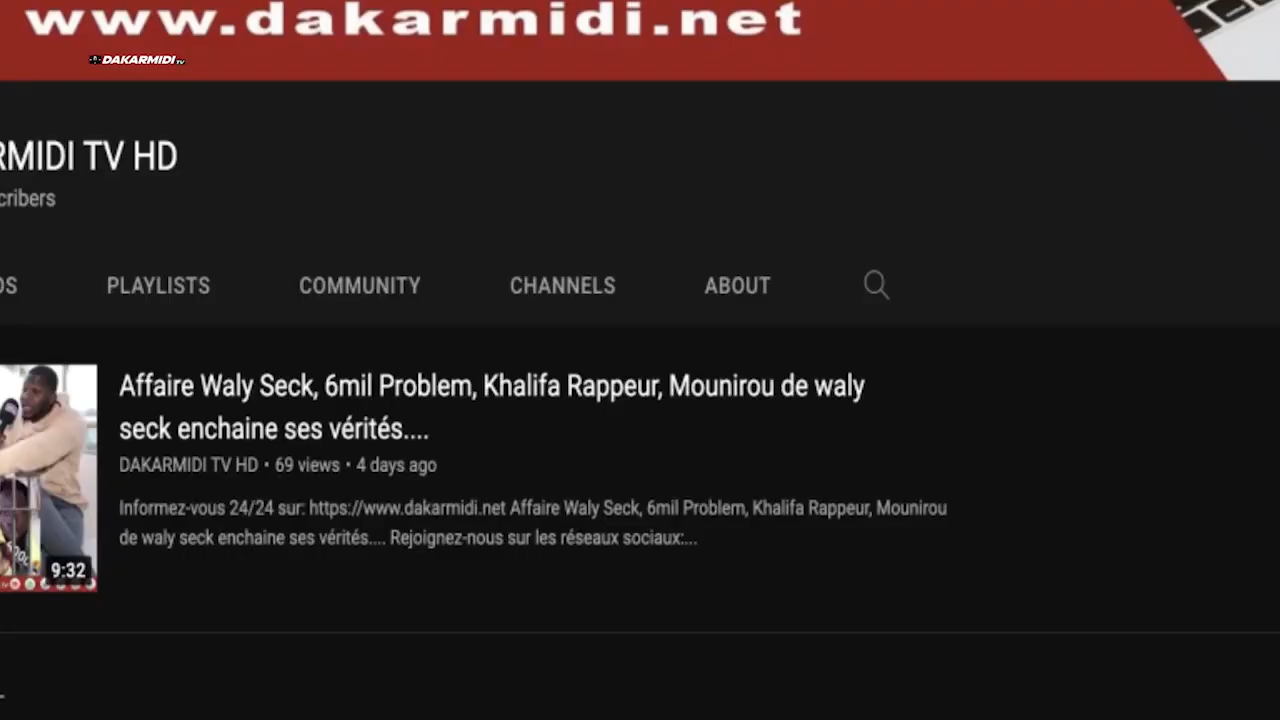 www.dakarmidi.net
DAKARMIDI TV
RMIDI TV HD
cribers
OS
PLAYLISTS
COMMUNITY
CHANNELS
ABOUT
Affaire Waly Seck, 6mil Problem, Khalifa Rappeur, Mounirou de waly
seck enchaine ses vérités....
DAKARMIDI TV HD • 69 views • 4 days ago
Informez-vous 24/24 sur: https://www.dakarmidi.net Affaire Waly Seck, 6mil Problem, Khalifa Rappeur, Mounirou
de waly seck enchaine ses vérités.... Rejoignez-nous sur les réseaux sociaux:...
9:32